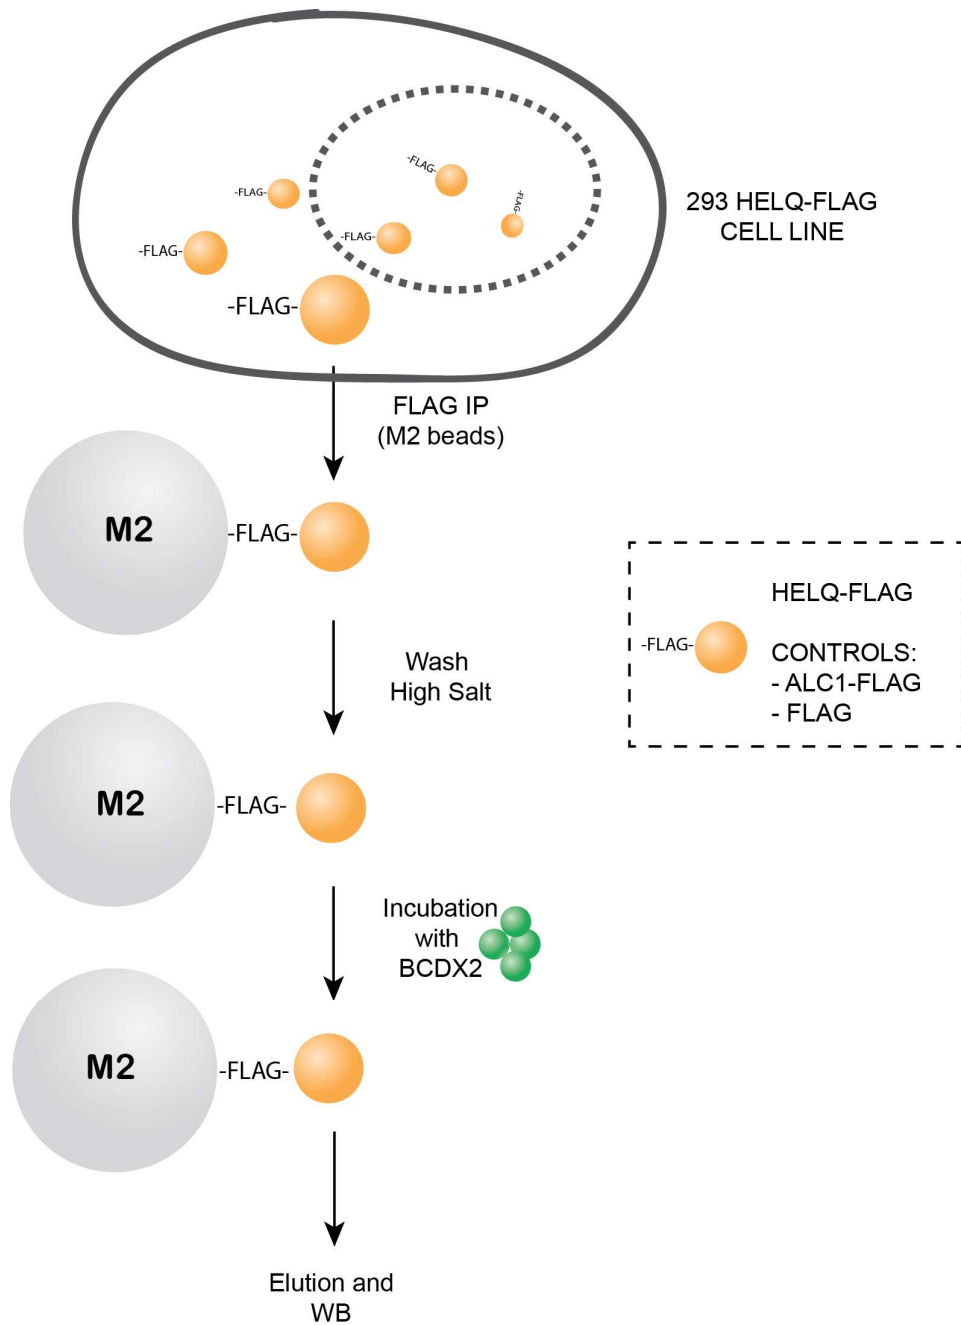 -FLAG-
-FLAG-
-FLAG-
-FLAG-
-FLAG-
-FLAG-
293 HELQ-FLAG
CELL LINE
FLAG IP
(M2 beads)
M2
-FLAG-
HELQ-FLAG
-FLAG-
CONTROLS:
- ALC1-FLAG
- FLAG
Wash
High Salt
M2
-FLAG-
Incubation
with
BCDX2
M2
-FLAG-
Elution and
WB